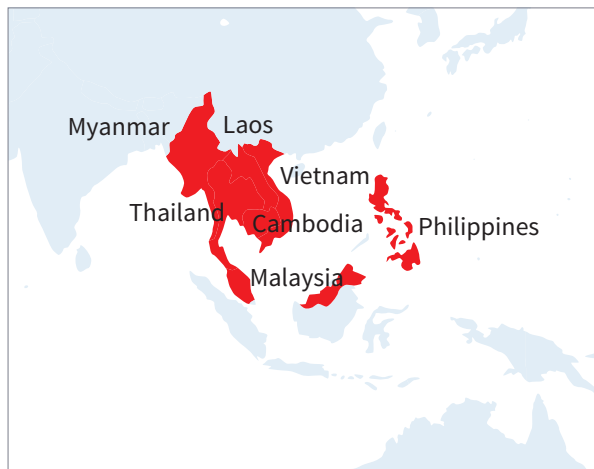 Myanmar
Laos
Vietnam
Thailand
Cambodia
Philippines
Malaysia